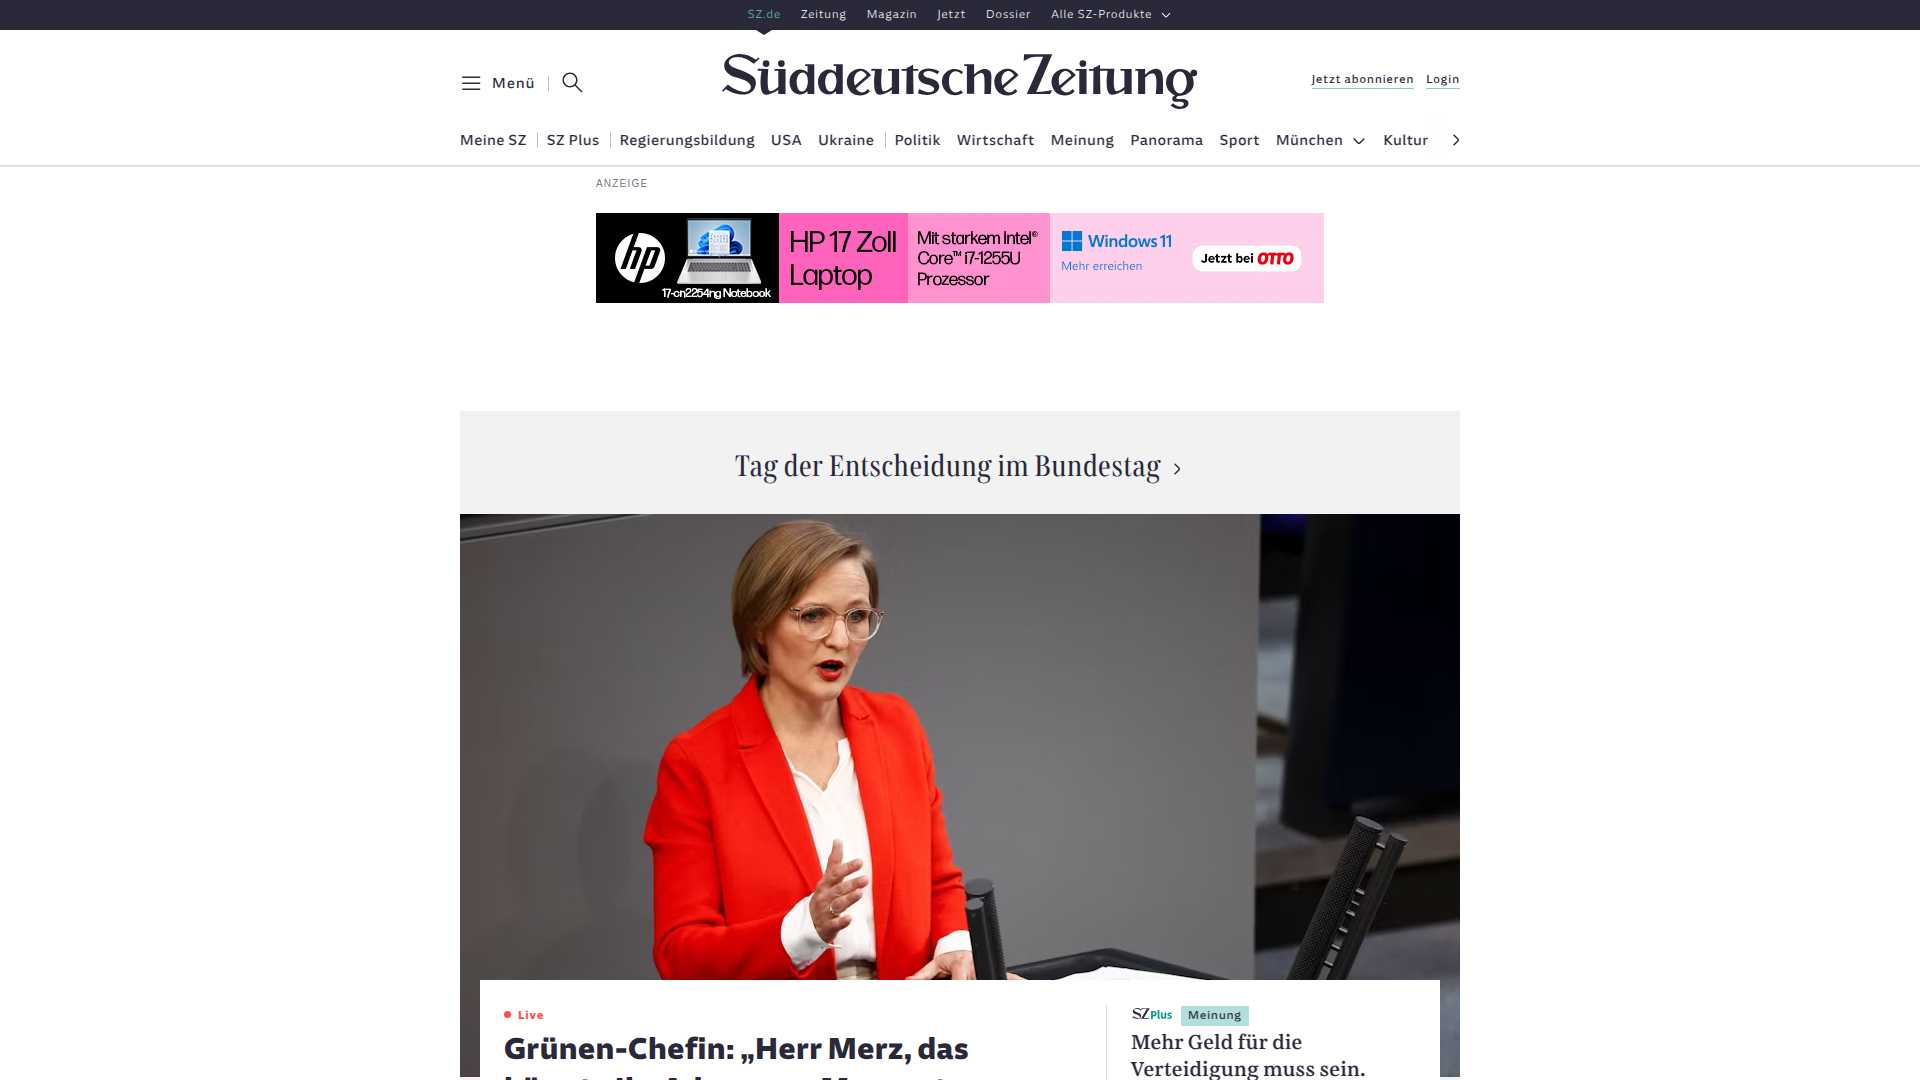 SZ.de Zeitung Magazin Jetzt Dossier Alle SZ-Produkte
Menü
Süddeutsche Zeitung
Jetzt abonnieren Login
Meine SZ SZ Plus Regierungsbildung USA Ukraine Politik Wirtschaft Meinung Panorama Sport München Kultur
ANZEIGE
hp
17-cn2254ng Notebook
HP 17 Zoll
Laptop
Mit starkem Intel®
Core™ i7-1255U
Prozessor
Windows 11
Mehr erreichen
Jetzt bei OTTO
Tag der Entscheidung im Bundestag
Live
Grünen-Chefin: „Herr Merz, das
SZ Plus Meinung
Mehr Geld für die
Verteidigung muss sein.